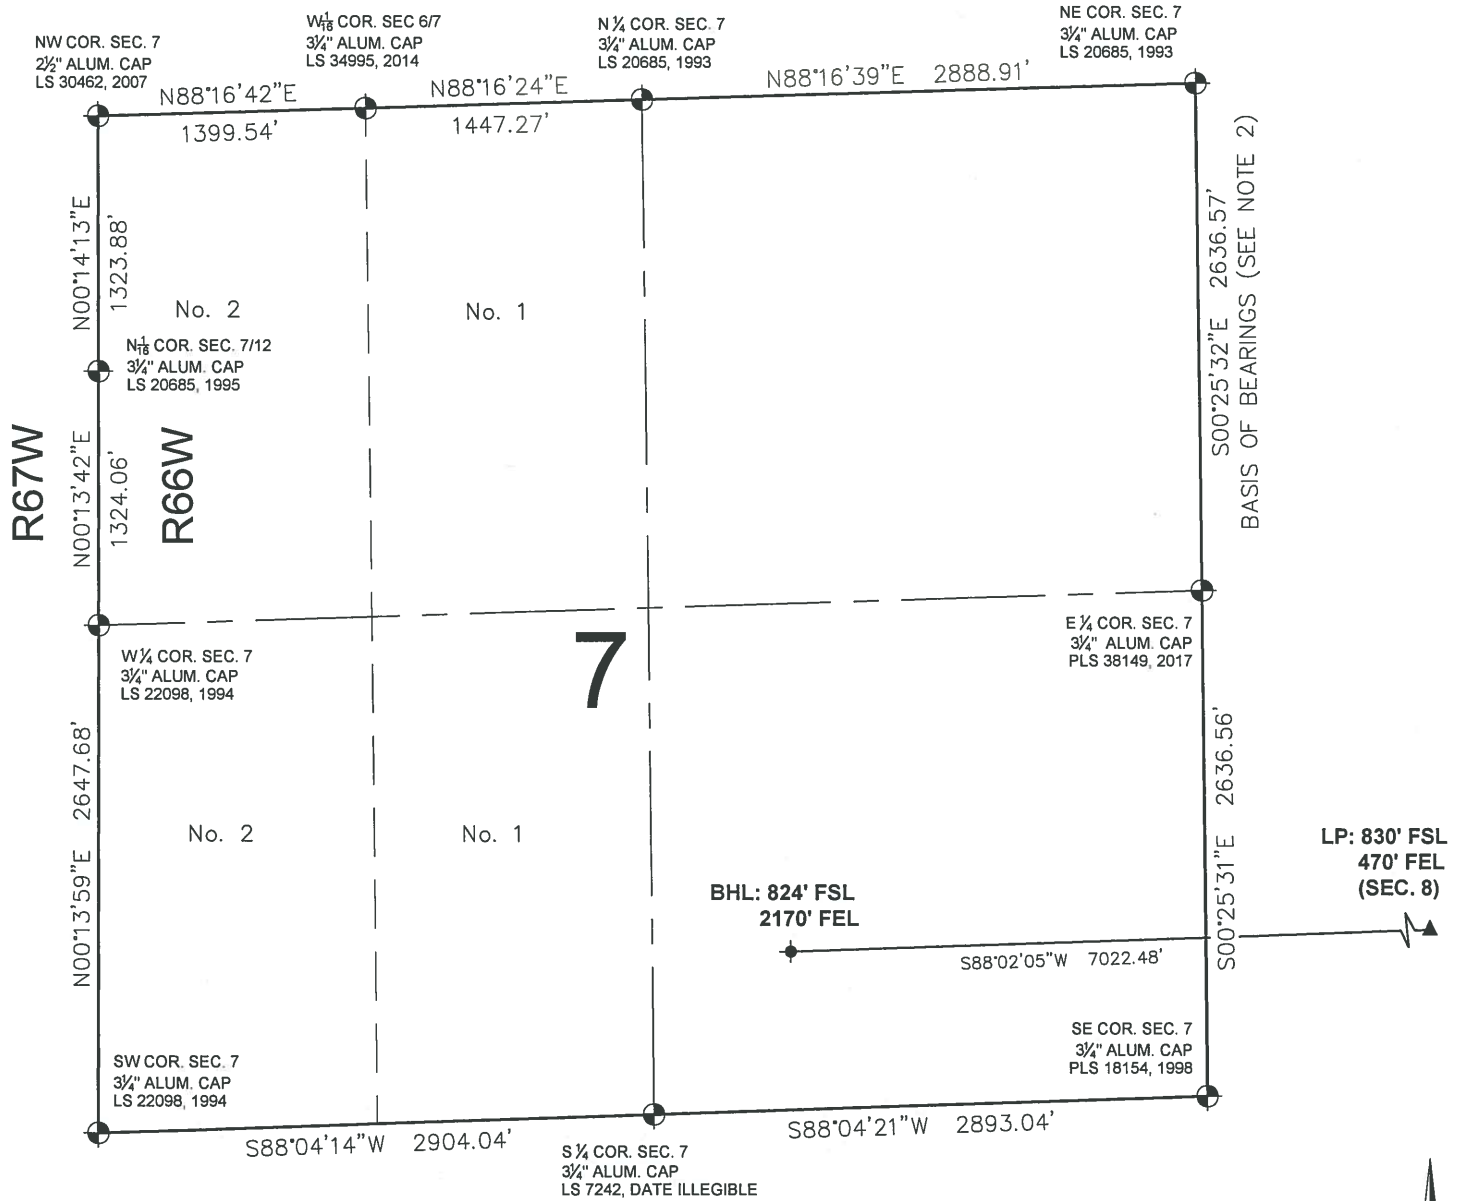 NW COR. SEC. 7
2½" ALUM. CAP
LS 30462, 2007
W 1/16 COR. SEC 6/7
3¼" ALUM. CAP
LS 34995, 2014
N ¼ COR. SEC. 7
3¼" ALUM. CAP
LS 20685, 1993
NE COR. SEC. 7
3¼" ALUM. CAP
LS 20685, 1993
N88°16'42"E
1399.54'
N88°16'24"E
1447.27'
N88°16'39"E 2888.91'
N00°14'13"E
1323.88'
No. 2
No. 1
S00°25'32"E 2636.57'
BASIS OF BEARINGS (SEE NOTE 2)
N 1/16 COR. SEC. 7/12
3¼" ALUM. CAP
LS 20685, 1995
R67W
N00°13'42"E
1324.06'
R66W
W ¼ COR. SEC. 7
3¼" ALUM. CAP
LS 22098, 1994
7
E ¼ COR. SEC. 7
3¼" ALUM. CAP
PLS 38149, 2017
N00°13'59"E 2647.68'
No. 2
No. 1
S00°25'31"E 2636.56'
LP: 830' FSL
470' FEL
(SEC. 8)
BHL: 824' FSL
2170' FEL
S88°02'05"W 7022.48'
SW COR. SEC. 7
3¼" ALUM. CAP
LS 22098, 1994
SE COR. SEC. 7
3¼" ALUM. CAP
PLS 18154, 1998
S88°04'14"W 2904.04'
S88°04'21"W 2893.04'
S ¼ COR. SEC. 7
3¼" ALUM. CAP
LS 7242, DATE ILLEGIBLE